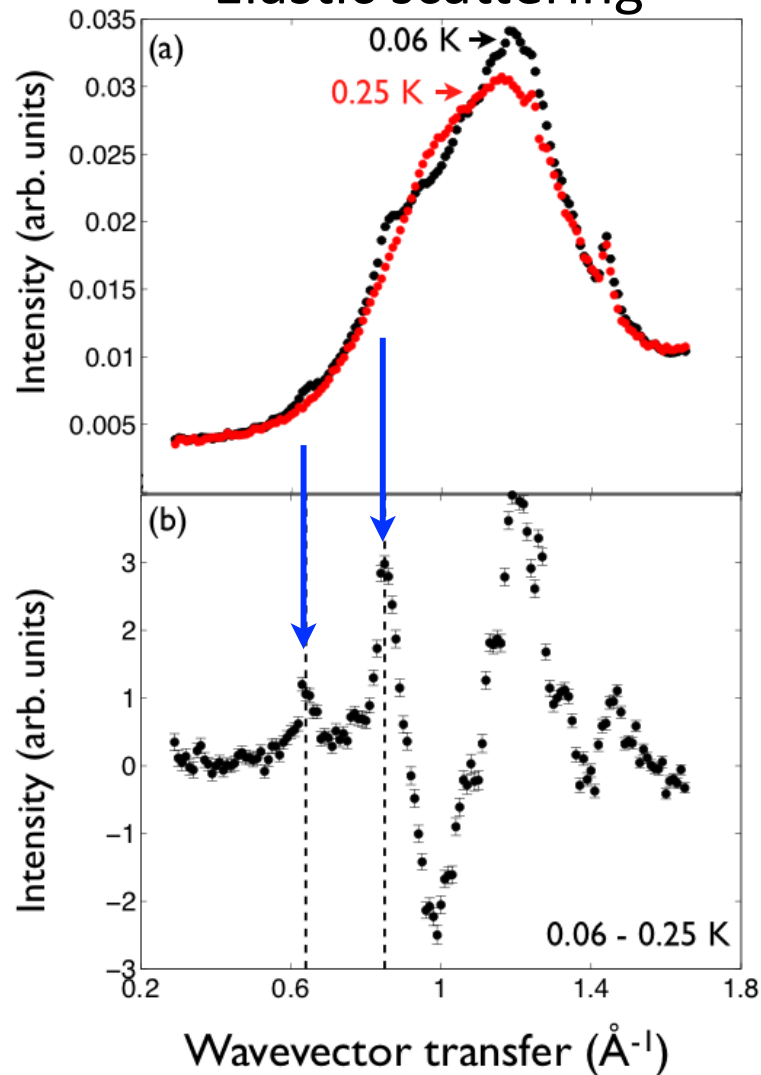 Elastic scattering
0.035
(a)
0.06 K
0.03
0.25 K
0.025
0.02
0.015
0.01
0.005
Intensity (arb. units)
(b)
3
2
1
0
−1
−2
−3
Intensity (arb. units)
0.06 - 0.25 K
0.2 0.6 1 1.4 1.8
Wavevector transfer (Å-1)